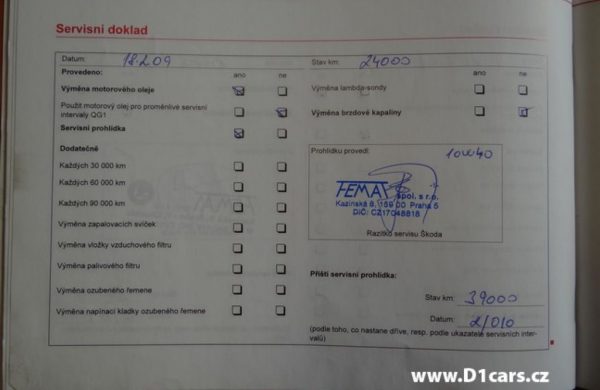 Servisní doklad
Datum: 18.2.09
Stav km: 24000
Provedeno:
ano ne
ano ne
Výměna motorového oleje
Použit motorový olej pro proměnlivé servisní
intervaly QG1
Servisní prohlídka
Dodatečně
Každých 30 000 km
Každých 60 000 km
Každých 90 000 km
Výměna zapalovacích svíček
Výměna vložky vzduchového filtru
Výměna palivového filtru
Výměna ozubeného řemene
Výměna napínací kladky ozubeného řemene
Výměna lambda-sondy
Výměna brzdové kapaliny
Prohlídku provedl: 10W40
FEMAT spol. s r.o.
Kazínská 8, 159 00 Praha 5
DIČ: CZ17048818
Razítko servisu Škoda
Příští servisní prohlídka:
Stav km: 39000
Datum: 2/010
(podle toho, co nastane dříve, resp. podle ukazatele servisních inter-
valů)
www.D1cars.cz